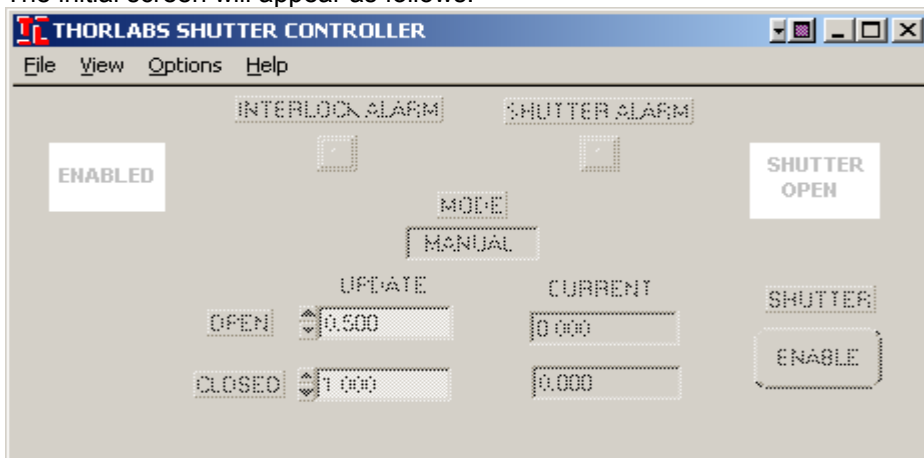 The initial screen will appear as follows:
THORLABS SHUTTER CONTROLLER
File View Options Help
INTERLOCK ALARM SHUTTER ALARM
ENABLED
SHUTTER
OPEN
MODE
MANUAL
UPDATE CURRENT
SHUTTER
OPEN 0.500 0.000
ENABLE
CLOSED 1.000 0.000